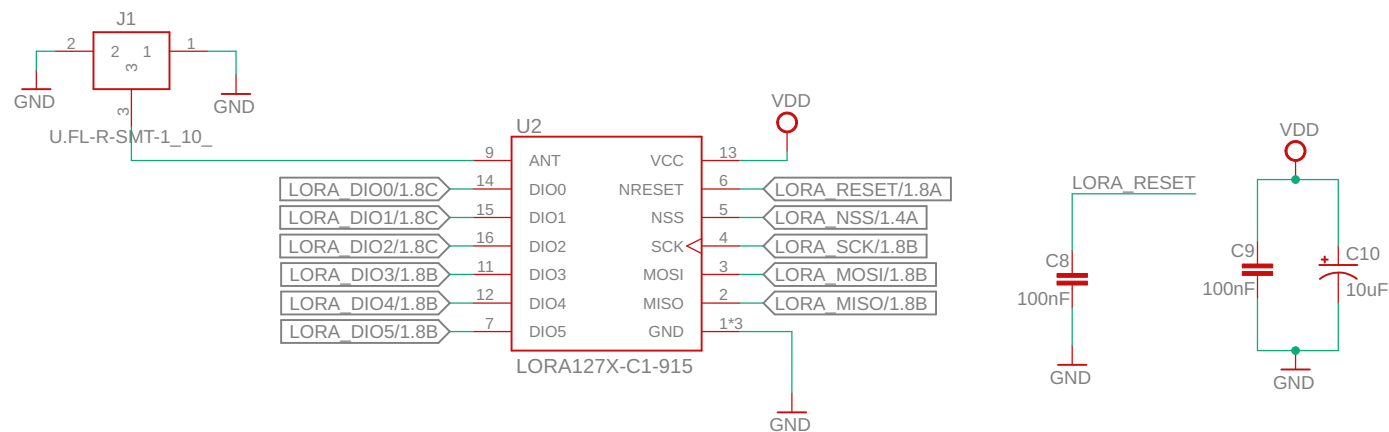 J1
2 2 1 1
3
3
GND
GND
U.FL-R-SMT-1_10_
U2
VDD
9 ANT VCC 13
LORA_DIO0/1.8C 14 DIO0 NRESET 6 LORA_RESET/1.8A
LORA_DIO1/1.8C 15 DIO1 NSS 5 LORA_NSS/1.4A
LORA_DIO2/1.8C 16 DIO2 SCK 4 LORA_SCK/1.8B
LORA_DIO3/1.8B 11 DIO3 MOSI 3 LORA_MOSI/1.8B
LORA_DIO4/1.8B 12 DIO4 MISO 2 LORA_MISO/1.8B
LORA_DIO5/1.8B 7 DIO5 GND 1*3
LORA127X-C1-915
GND
LORA_RESET
C8
100nF
GND
VDD
C9
100nF
+
C10
10uF
GND